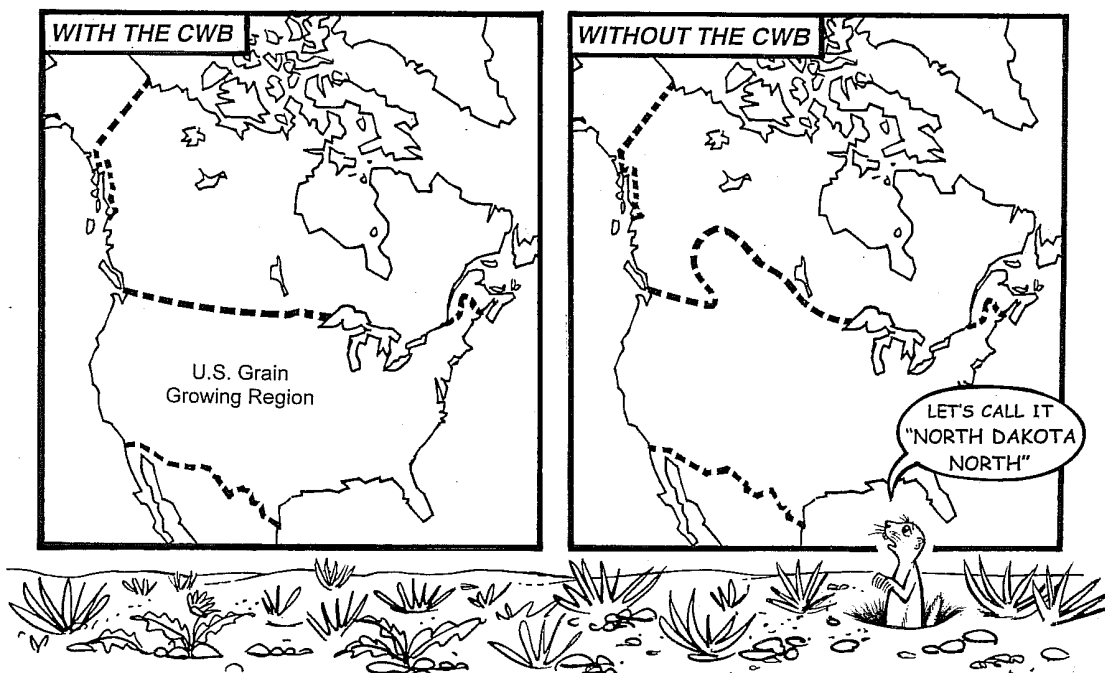 WITH THE CWB
WITHOUT THE CWB
U.S. Grain
Growing Region
LET'S CALL IT
"NORTH DAKOTA
NORTH"